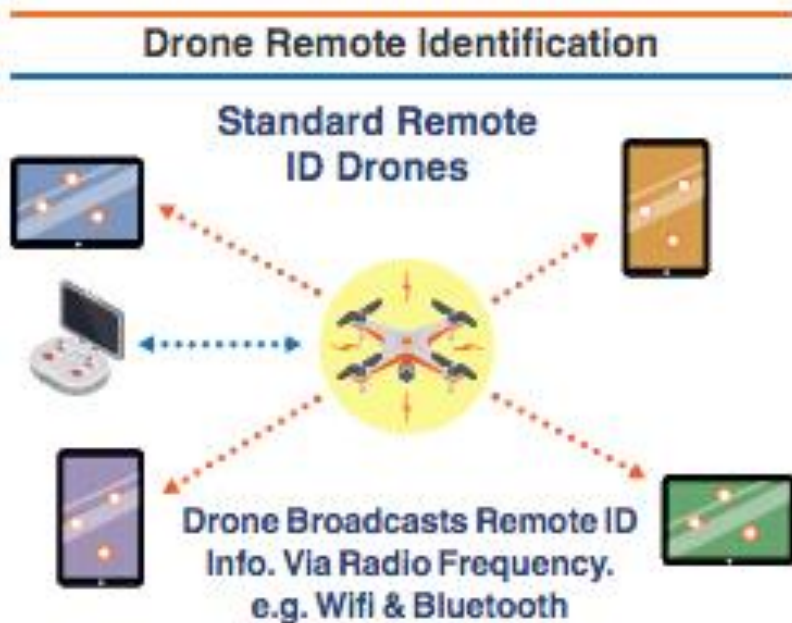 Drone Remote Identification
Standard Remote
ID Drones
Drone Broadcasts Remote ID
Info. Via Radio Frequency.
e.g. Wifi & Bluetooth